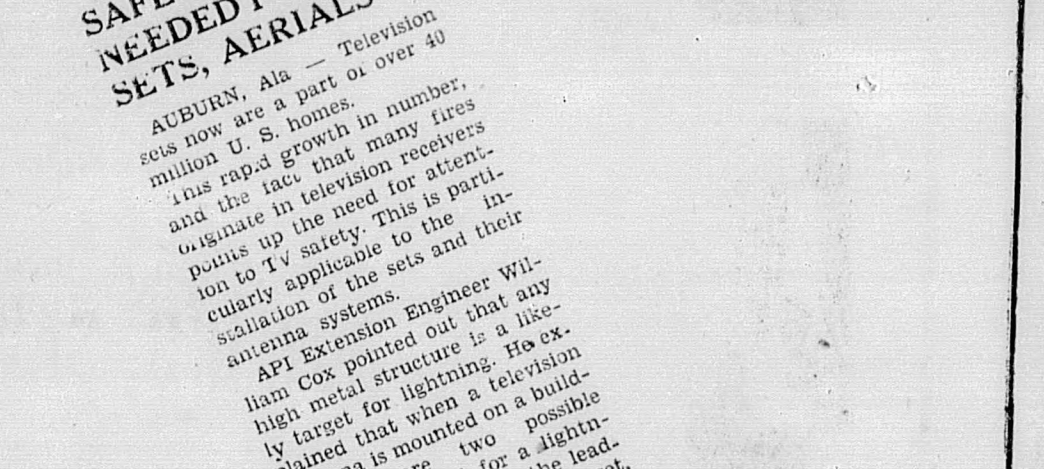 NEEDED
SETS, AERIALS
AUBURN, Ala — Television
sets now are a part of over 40
million U. S. homes.
This rapid growth in number,
and the fact that many fires
originate in television receivers
points up the need for attent-
ion to TV safety. This is parti-
cularly applicable to the in-
stallation of the sets and their
antenna systems.
API Extension Engineer Wil-
liam Cox pointed out that any
high metal structure is a like-
ly target for lightning. He ex-
plained that when a television
is mounted on a build-
two possible
for a lightn-
the lead-